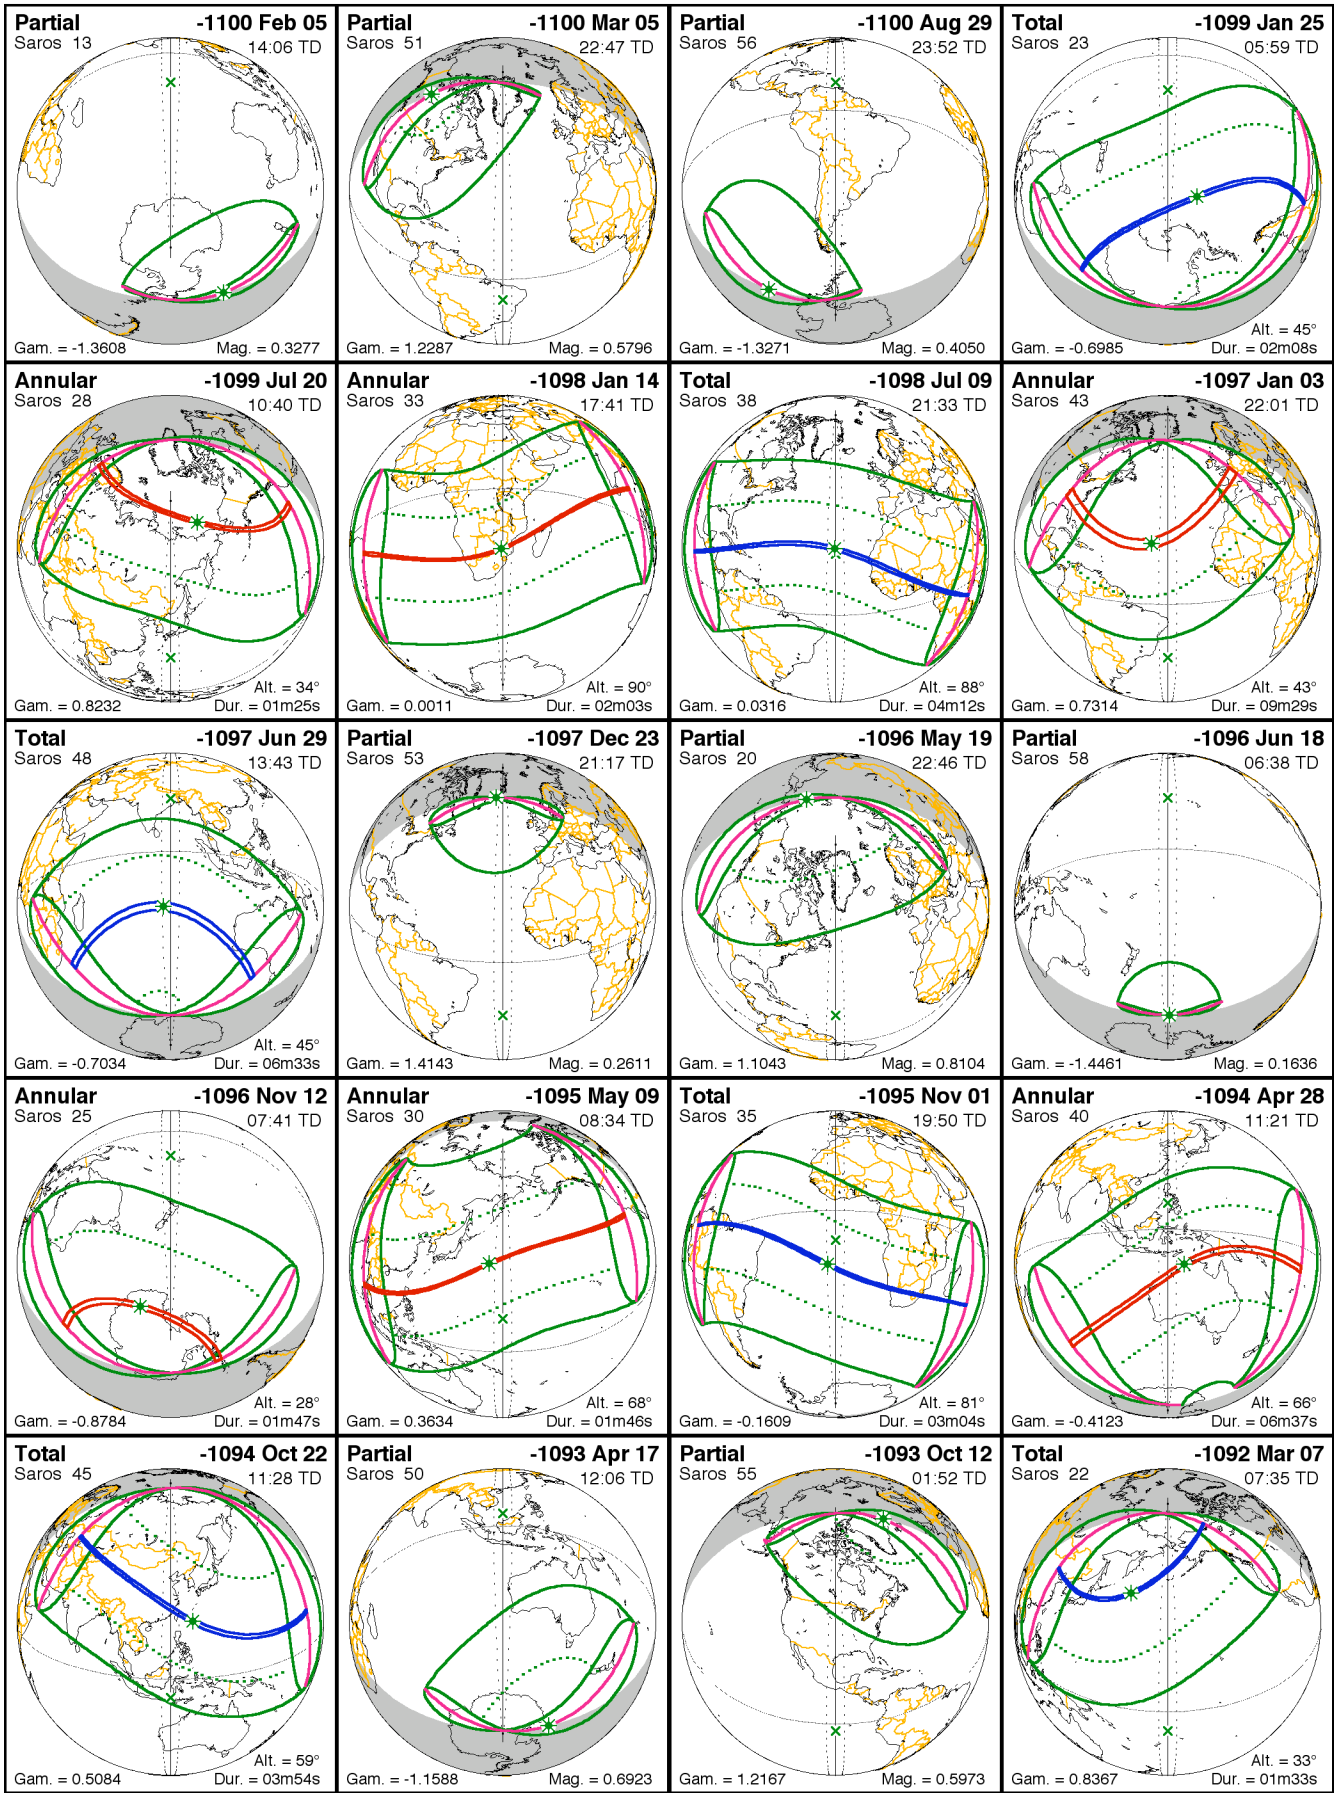 Partial -1100 Feb 05
Saros 13 14:06 TD
Gam. = -1.3608 Mag. = 0.3277
Partial -1100 Mar 05
Saros 51 22:47 TD
Gam. = 1.2287 Mag. = 0.5796
Partial -1100 Aug 29
Saros 56 23:52 TD
Gam. = -1.3271 Mag. = 0.4050
Total -1099 Jan 25
Saros 23 05:59 TD
Alt. = 45°
Gam. = -0.6985 Dur. = 02m08s
Annular -1099 Jul 20
Saros 28 10:40 TD
Alt. = 34°
Gam. = 0.8232 Dur. = 01m25s
Annular -1098 Jan 14
Saros 33 17:41 TD
Alt. = 90°
Gam. = 0.0011 Dur. = 02m03s
Total -1098 Jul 09
Saros 38 21:33 TD
Alt. = 88°
Gam. = 0.0316 Dur. = 04m12s
Annular -1097 Jan 03
Saros 43 22:01 TD
Alt. = 43°
Gam. = 0.7314 Dur. = 09m29s
Total -1097 Jun 29
Saros 48 13:43 TD
Alt. = 45°
Gam. = -0.7034 Dur. = 06m33s
Partial -1097 Dec 23
Saros 53 21:17 TD
Gam. = 1.4143 Mag. = 0.2611
Partial -1096 May 19
Saros 20 22:46 TD
Gam. = 1.1043 Mag. = 0.8104
Partial -1096 Jun 18
Saros 58 06:38 TD
Gam. = -1.4461 Mag. = 0.1636
Annular -1096 Nov 12
Saros 25 07:41 TD
Alt. = 28°
Gam. = -0.8784 Dur. = 01m47s
Annular -1095 May 09
Saros 30 08:34 TD
Alt. = 68°
Gam. = 0.3634 Dur. = 01m46s
Total -1095 Nov 01
Saros 35 19:50 TD
Alt. = 81°
Gam. = -0.1609 Dur. = 03m04s
Annular -1094 Apr 28
Saros 40 11:21 TD
Alt. = 66°
Gam. = -0.4123 Dur. = 06m37s
Total -1094 Oct 22
Saros 45 11:28 TD
Alt. = 59°
Gam. = 0.5084 Dur. = 03m54s
Partial -1093 Apr 17
Saros 50 12:06 TD
Gam. = -1.1588 Mag. = 0.6923
Partial -1093 Oct 12
Saros 55 01:52 TD
Gam. = 1.2167 Mag. = 0.5973
Total -1092 Mar 07
Saros 22 07:35 TD
Alt. = 33°
Gam. = 0.8367 Dur. = 01m33s